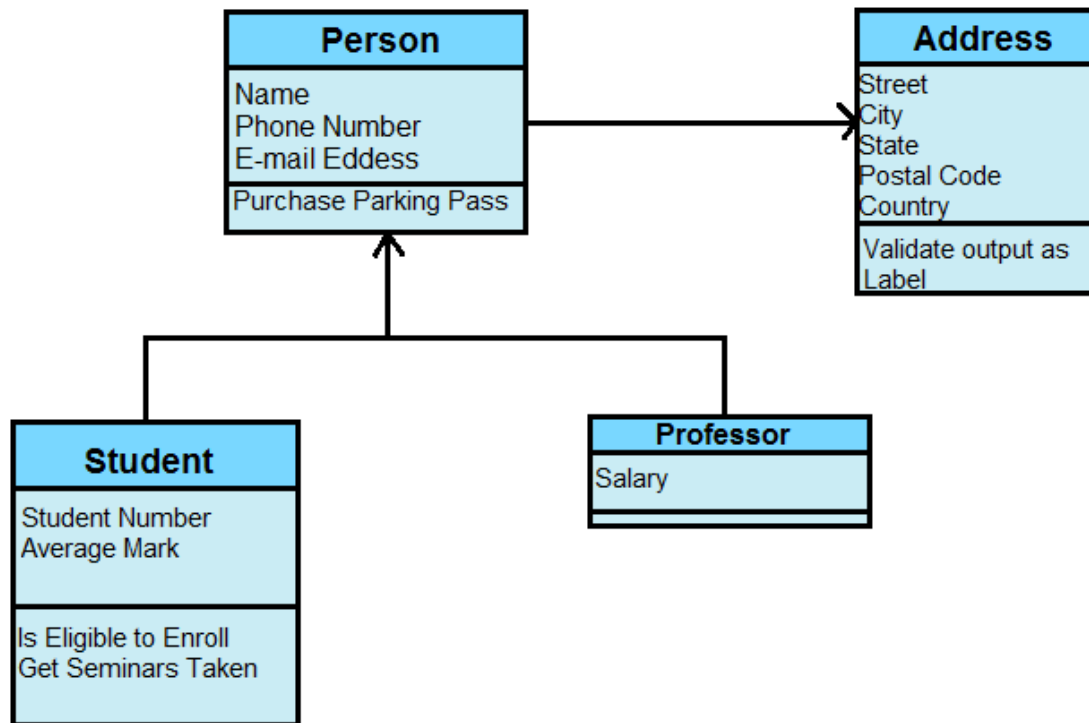 Person
Name
Phone Number
E-mail Eddess
Purchase Parking Pass
Address
Street
City
State
Postal Code
Country
Validate output as
Label
Student
Student Number
Average Mark
Is Eligible to Enroll
Get Seminars Taken
Professor
Salary